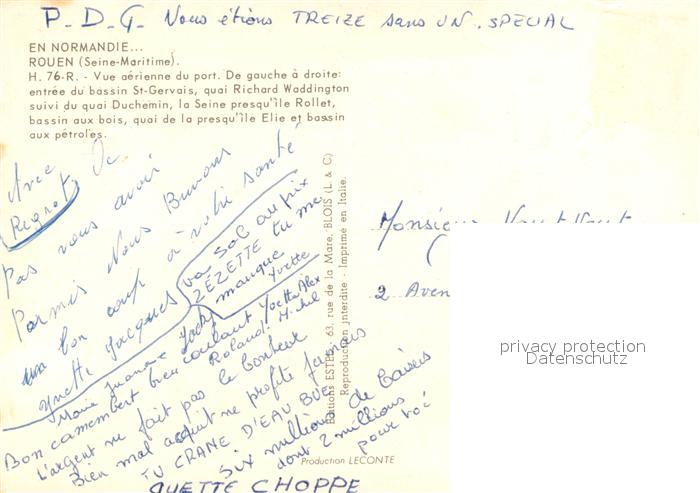 P.D.G. Nous étions TREIZE sans UN. SPECIAL
EN NORMANDIE...
ROUEN (Seine-Maritime).
H. 76-R. - Vue aérienne du port. De gauche à droite:
entrée du bassin St-Gervais, quai Richard Waddington
suivi du quai Duchemin, la Seine presqu'île Rollet,
bassin aux bois, quai de la presqu'île Elie et bassin
aux pétroles.
Avec De
Regrets
pas vous avoir
Parmis Nous Buvons
un bon coup à votre santé
Yvette Jacques
va SOL au prix
ZEZETTE tu me
manque
Yvette
Marie Jeanne Jacky Yvette Alex
Roland Michel
Bon camembert bien coulant
L'argent ne fait pas le bonheur
Bien mal acquit ne profite jamais
TU CRANE D'EAU BUE
Six millions de Baisers
dont 2 millions
pour toi
QUETTE CHOPPE
Editions ESTEL 63, rue de la Mare, BLOIS (L. & C)
Reproduction interdite - Imprimé en Italie.
Production LECONTE
2 Aven
privacy protection
Datenschutz